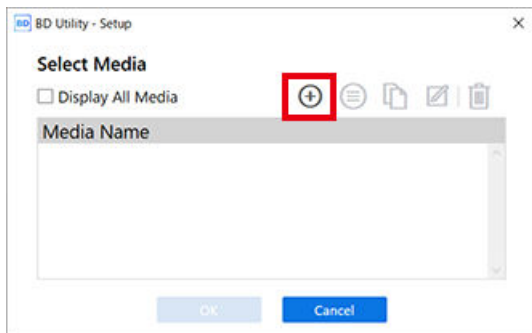 BD BD Utility - Setup
Select Media
Display All Media
Media Name
OK
Cancel